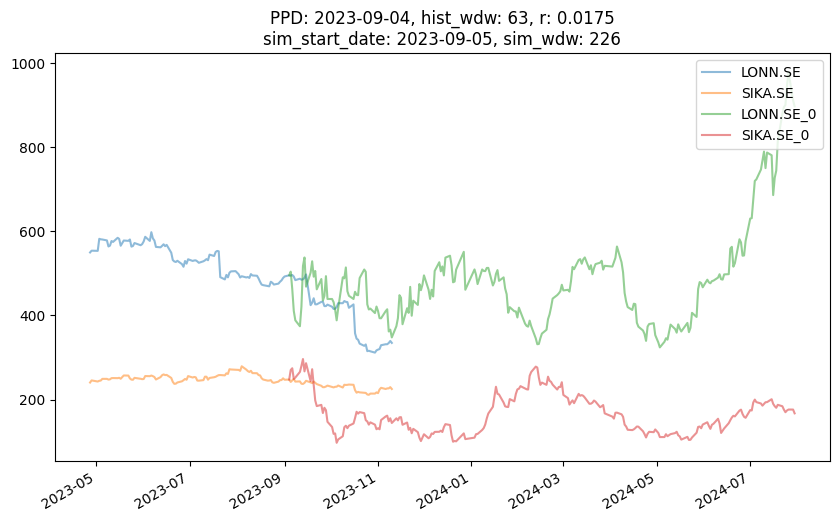 PPD: 2023-09-04, hist_wdw: 63, r: 0.0175
sim_start_date: 2023-09-05, sim_wdw: 226
LONN.SE
SIKA.SE
LONN.SE_0
SIKA.SE_0
1000
800
600
400
200
2023-05
2023-07
2023-09
2023-11
2024-01
2024-03
2024-05
2024-07